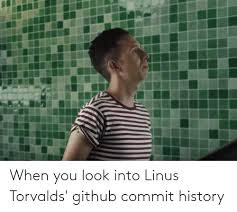 When you look into Linus
Torvalds' github commit history